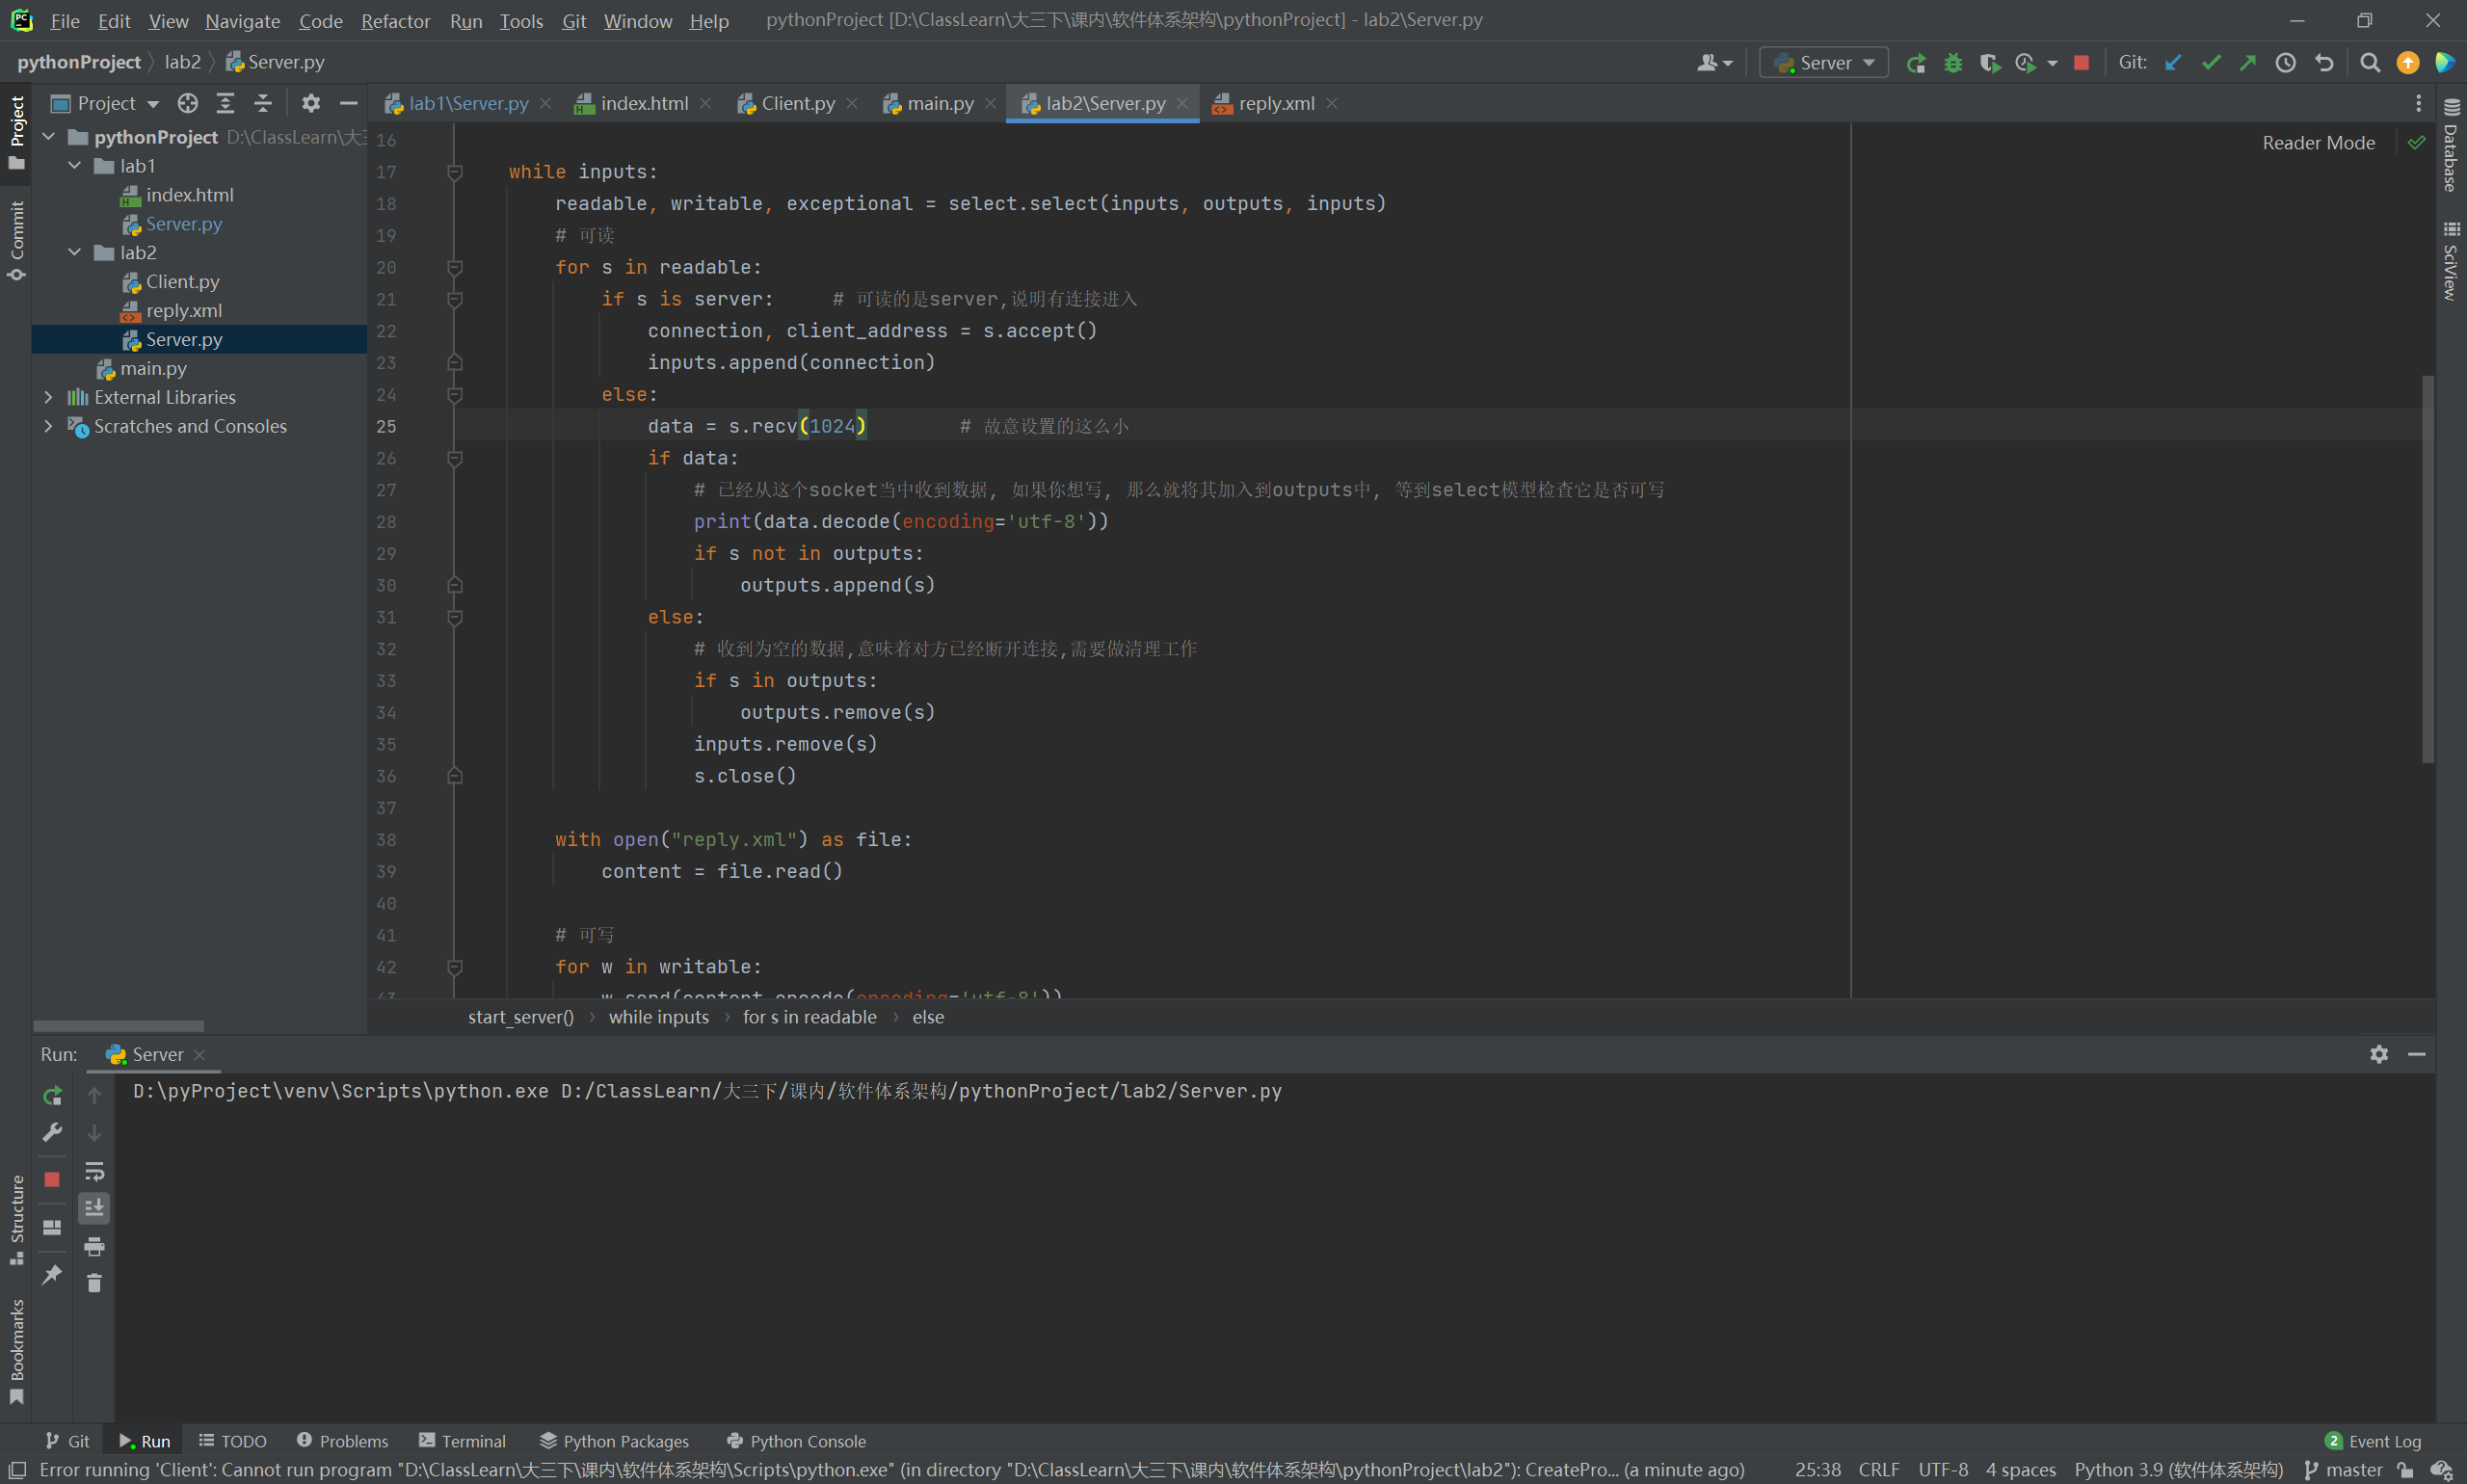 File Edit View Navigate Code Refactor Run Tools Git Window Help pythonProject [D:\ClassLearn\大三下\课内\软件体系架构\pythonProject] - lab2\Server.py
pythonProject lab2 Server.py Server Git:
Project lab1\Server.py index.html Client.py main.py lab2\Server.py reply.xml
Project
Commit
Structure
Bookmarks
Database
SciView
pythonProject D:\ClassLearn\大三
lab1
index.html
Server.py
lab2
Client.py
reply.xml
Server.py
main.py
External Libraries
Scratches and Consoles
Reader Mode
16
17 while inputs:
18 readable, writable, exceptional = select.select(inputs, outputs, inputs)
19 # 可读
20 for s in readable:
21 if s is server: # 可读的是server,说明有连接进入
22 connection, client_address = s.accept()
23 inputs.append(connection)
24 else:
25 data = s.recv(1024) # 故意设置的这么小
26 if data:
27 # 已经从这个socket当中收到数据, 如果你想写, 那么就将其加入到outputs中, 等到select模型检查它是否可写
28 print(data.decode(encoding='utf-8'))
29 if s not in outputs:
30 outputs.append(s)
31 else:
32 # 收到为空的数据,意味着对方已经断开连接,需要做清理工作
33 if s in outputs:
34 outputs.remove(s)
35 inputs.remove(s)
36 s.close()
37
38 with open("reply.xml") as file:
39 content = file.read()
40
41 # 可写
42 for w in writable:
43 w.send(content.encode(encoding='utf-8'))
start_server() while inputs for s in readable else
Run: Server
D:\pyProject\venv\Scripts\python.exe D:/ClassLearn/大三下/课内/软件体系架构/pythonProject/lab2/Server.py
Git Run TODO Problems Terminal Python Packages Python Console 2 Event Log
Error running 'Client': Cannot run program "D:\ClassLearn\大三下\课内\软件体系架构\Scripts\python.exe" (in directory "D:\ClassLearn\大三下\课内\软件体系架构\pythonProject\lab2"): CreatePro... (a minute ago) 25:38 CRLF UTF-8 4 spaces Python 3.9 (软件体系架构) master